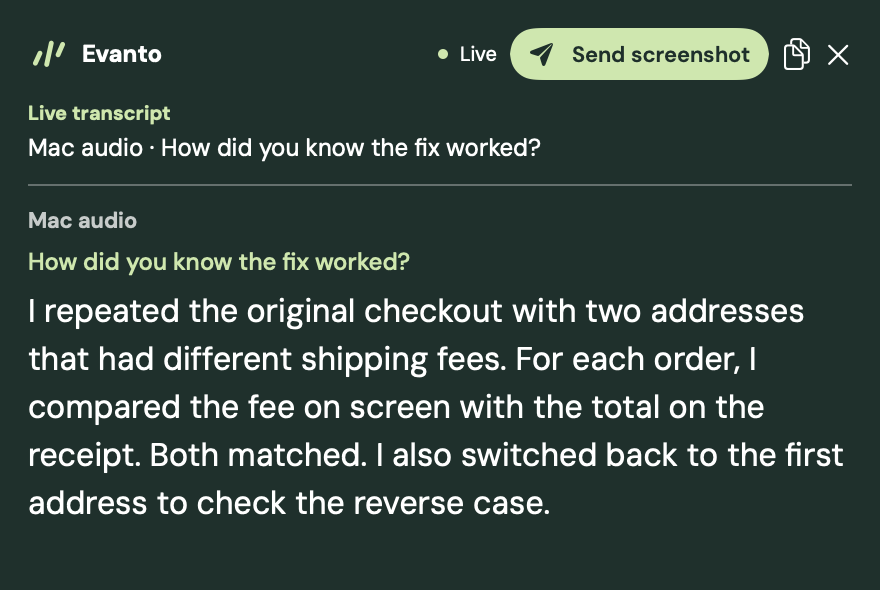 Evanto
Live
Send screenshot
Live transcript
Mac audio · How did you know the fix worked?
Mac audio
How did you know the fix worked?
I repeated the original checkout with two addresses
that had different shipping fees. For each order, I
compared the fee on screen with the total on the
receipt. Both matched. I also switched back to the first
address to check the reverse case.